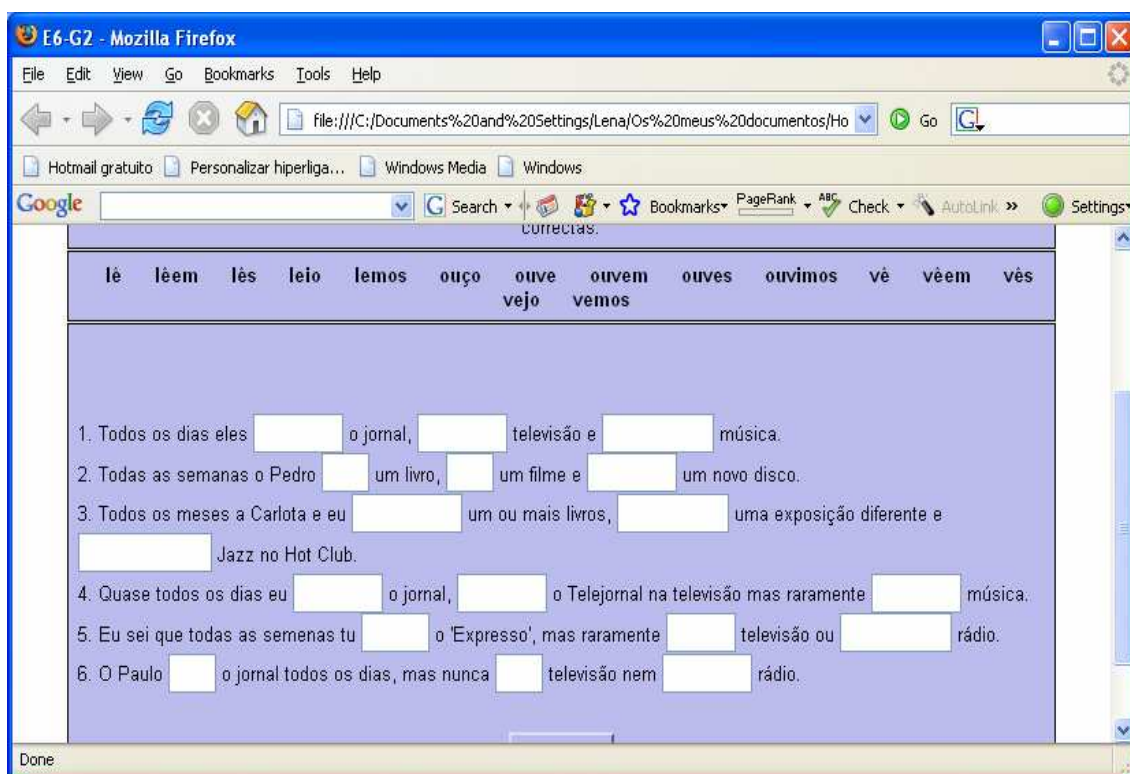 E6-G2 - Mozilla Firefox
File Edit View Go Bookmarks Tools Help
file:///C:/Documents%20and%20Settings/Lena/Os%20meus%20documentos/Ho Go G
Hotmail gratuito Personalizar hiperliga... Windows Media Windows
Google G Search Bookmarks PageRank ABC Check AutoLink » Settings
correctas.
lê lêem lês leio lemos ouço ouve ouvem ouves ouvimos vê vêem vês
vejo vemos
1. Todos os dias eles o jornal, televisão e música.
2. Todas as semanas o Pedro um livro, um filme e um novo disco.
3. Todos os meses a Carlota e eu um ou mais livros, uma exposição diferente e
Jazz no Hot Club.
4. Quase todos os dias eu o jornal, o Telejornal na televisão mas raramente música.
5. Eu sei que todas as semenas tu o 'Expresso', mas raramente televisão ou rádio.
6. O Paulo o jornal todos os dias, mas nunca televisão nem rádio.
Done